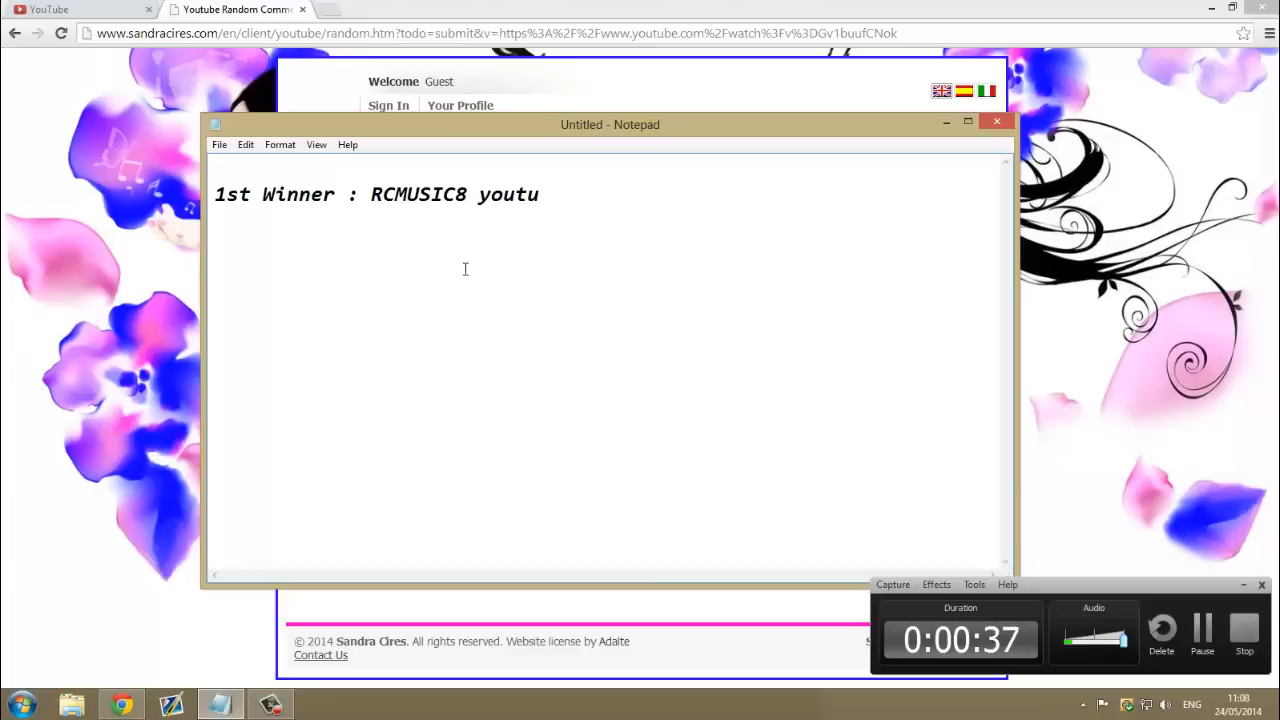 YouTube
Youtube Random Comme
www.sandracires.com/en/client/youtube/random.htm?todo=submit&v=https%3A%2F%2Fwww.youtube.com%2Fwatch%3Fv%3DGv1buufCNok
Welcome Guest
Sign In Your Profile
Untitled - Notepad
File Edit Format View Help
1st Winner : RCMUSIC8 youtu
Capture Effects Tools Help
Duration Audio
0:00:37
Delete Pause Stop
© 2014 Sandra Cires. All rights reserved. Website license by Adalte
Contact Us
ENG
11:08
24/05/2014